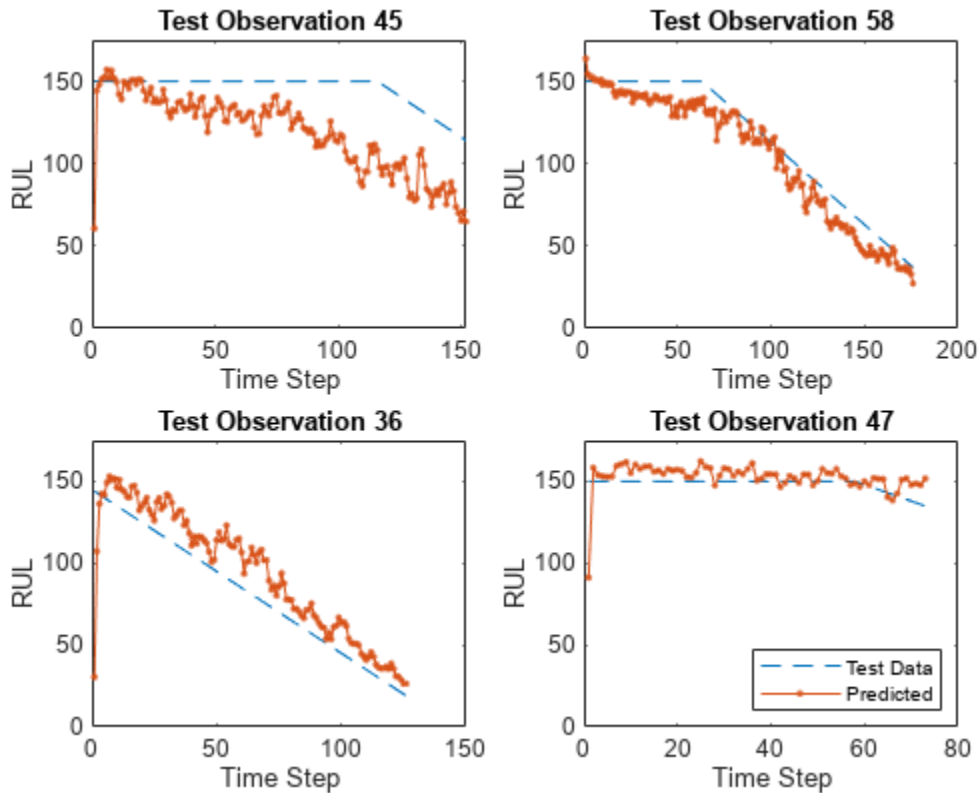 Test Observation 45
RUL
150
100
50
0
0
50
100
150
Time Step
Test Observation 58
RUL
150
100
50
0
0
50
100
150
200
Time Step
Test Observation 36
RUL
150
100
50
0
0
50
100
150
Time Step
Test Observation 47
RUL
150
100
50
0
0
20
40
60
80
Time Step
Test Data
Predicted